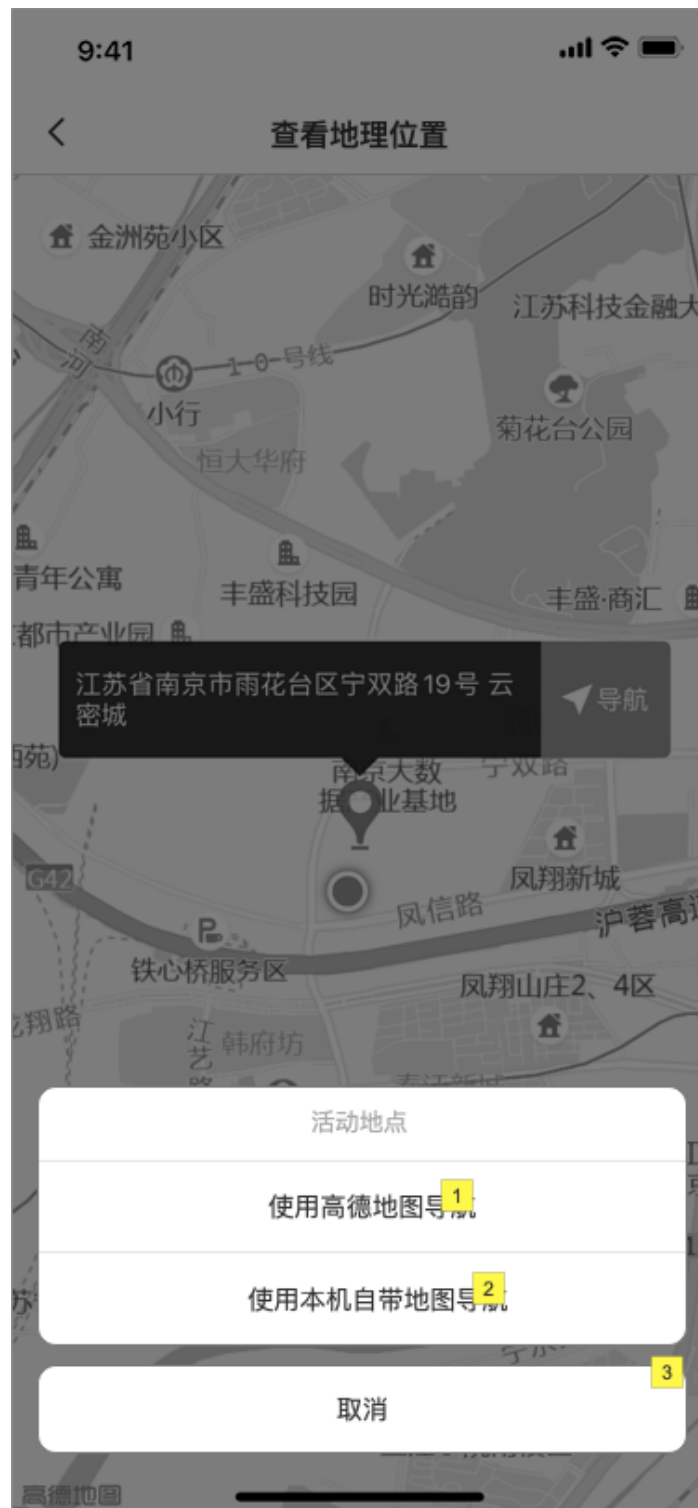 9:41
查看地理位置
金洲苑小区
时光澔韵
江苏科技金融大
南河
10号线
小行
菊花台公园
恒大华府
青年公寓
丰盛科技园
丰盛·商汇
都市产业园
江苏省南京市雨花台区宁双路19号 云
密城
导航
西苑)
南京大数
据产业基地
宁双路
G42
凤翔新城
凤信路
沪蓉高速
铁心桥服务区
凤翔山庄2、4区
翔路
江艺
韩府坊
活动地点
使用高德地图导航
1
使用本机自带地图导航
2
苏
3
取消
高德地图